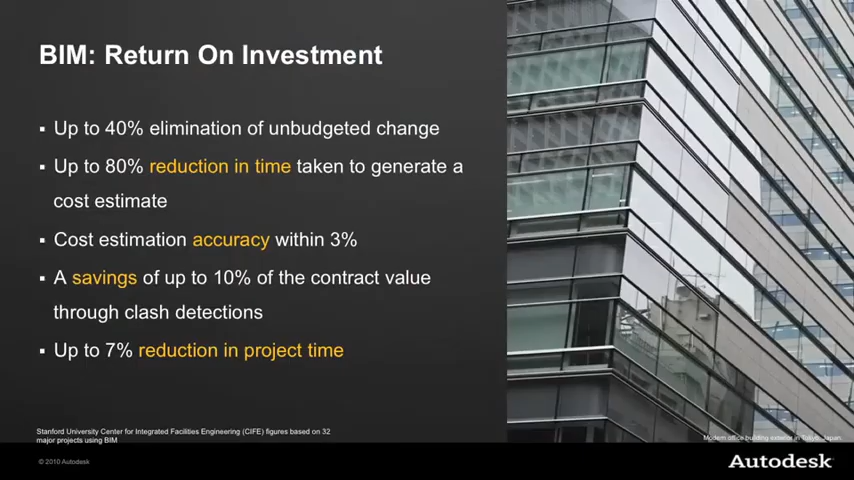 BIM: Return On Investment
▪ Up to 40% elimination of unbudgeted change
▪ Up to 80% reduction in time taken to generate a
cost estimate
▪ Cost estimation accuracy within 3%
▪ A savings of up to 10% of the contract value
through clash detections
▪ Up to 7% reduction in project time
Stanford University Center for Integrated Facilities Engineering (CIFE) figures based on 32
major projects using BIM
Modern office building exterior in Tokyo, Japan.
© 2010 Autodesk
Autodesk